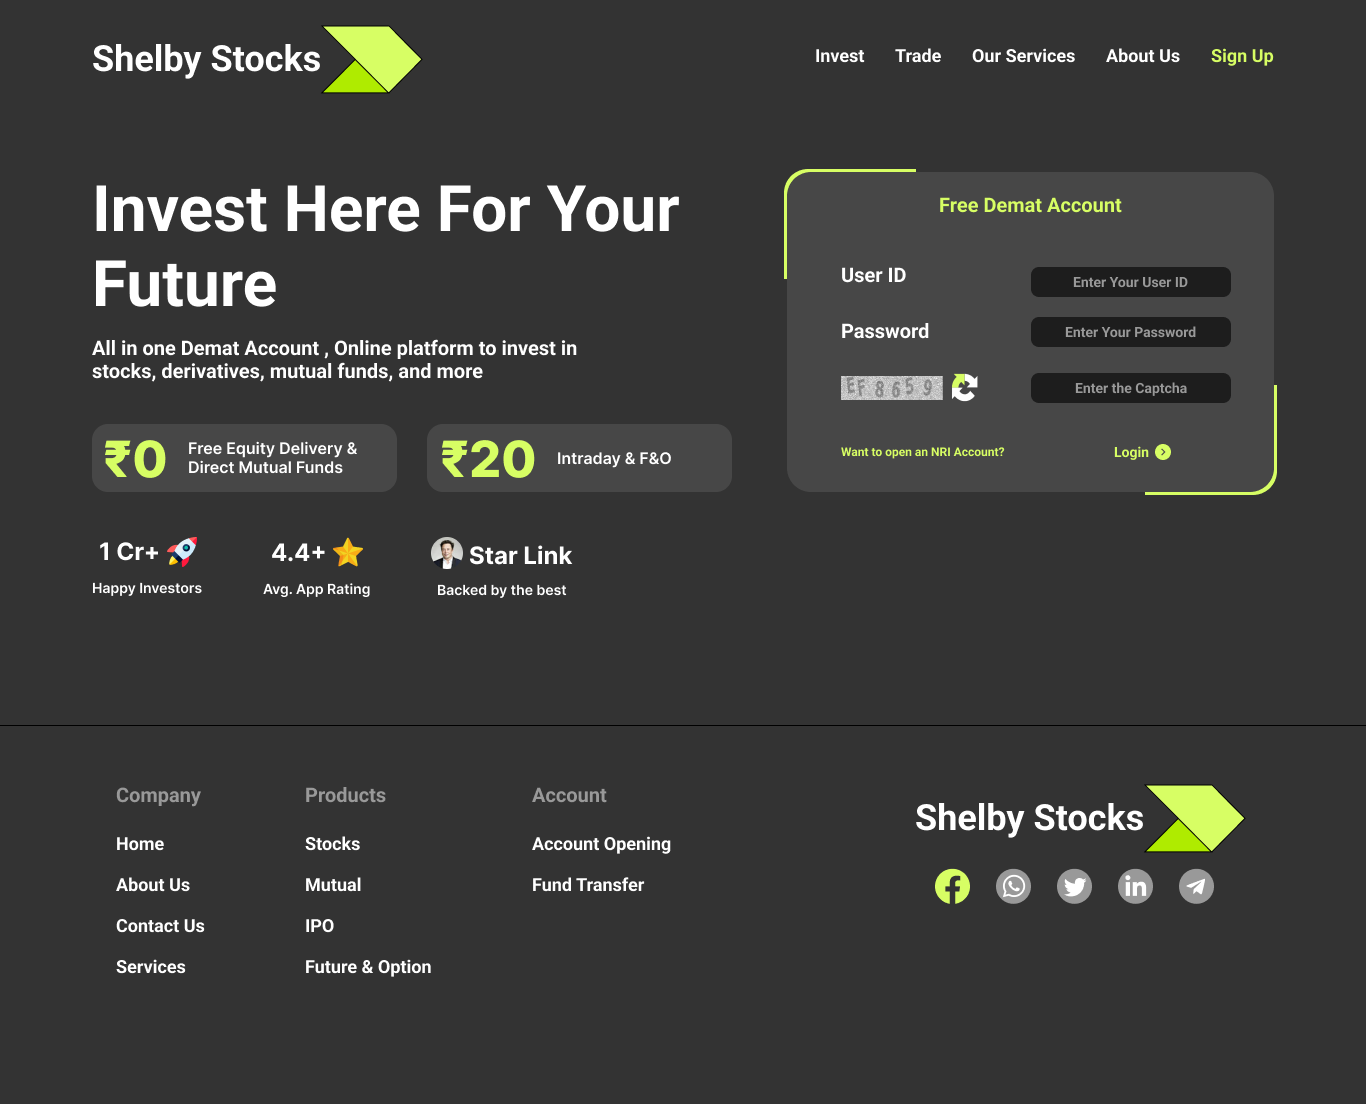 Shelby Stocks
Invest
Trade
Our Services
About Us
Sign Up
Invest Here For Your
Future
All in one Demat Account , Online platform to invest in
stocks, derivatives, mutual funds, and more
₹0
Free Equity Delivery &
Direct Mutual Funds
₹20
Intraday & F&O
1 Cr+
Happy Investors
4.4+
Avg. App Rating
Star Link
Backed by the best
Free Demat Account
User ID
Enter Your User ID
Password
Enter Your Password
EF8659
Enter the Captcha
Want to open an NRI Account?
Login
Company
Home
About Us
Contact Us
Services
Products
Stocks
Mutual
IPO
Future & Option
Account
Account Opening
Fund Transfer
Shelby Stocks